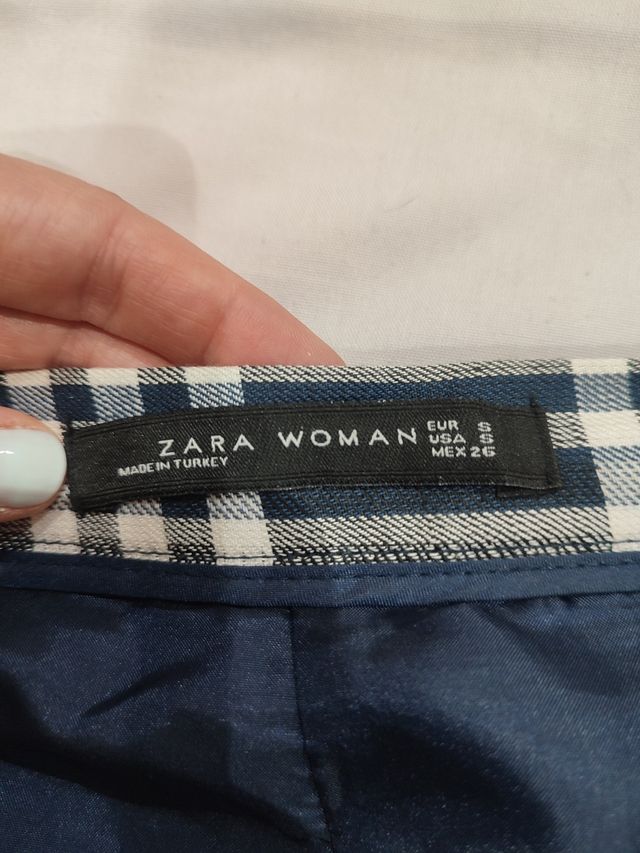 ZARA WOMAN
MADE IN TURKEY
EUR S
USA S
MEX 26